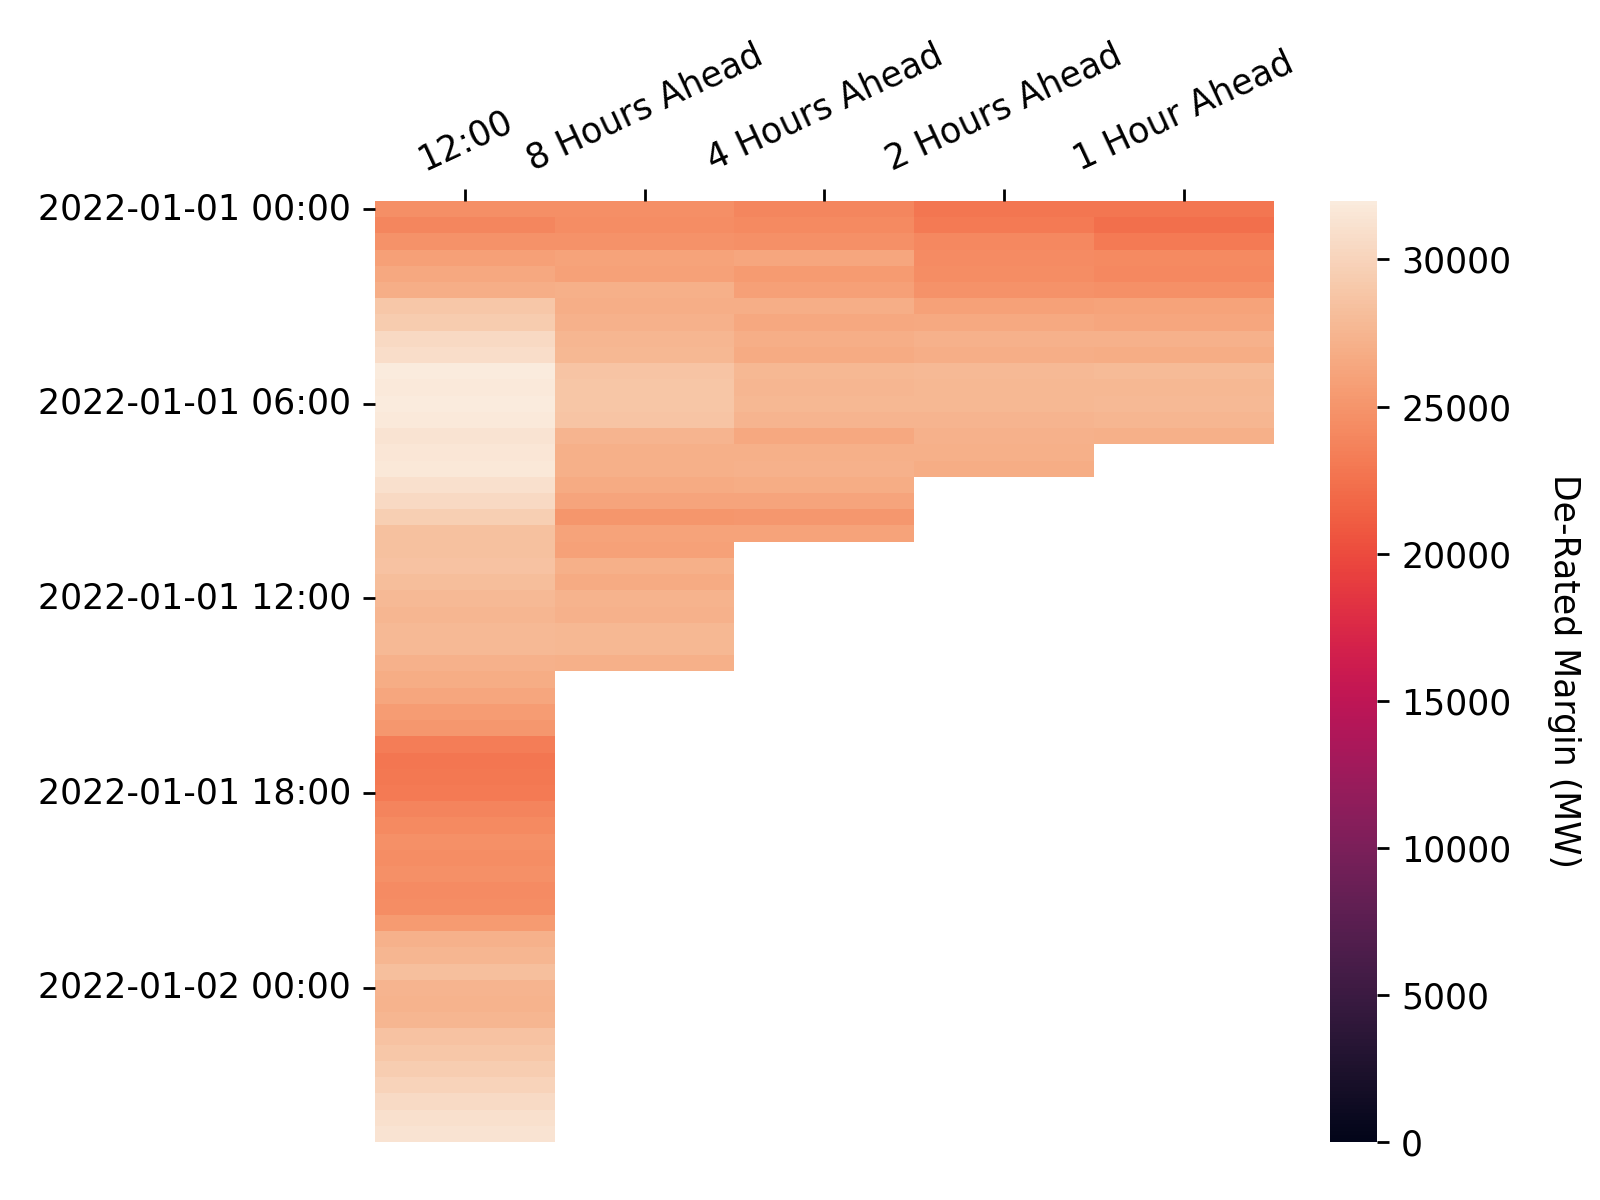 12:00
8 Hours Ahead
4 Hours Ahead
2 Hours Ahead
1 Hour Ahead
2022-01-01 00:00
2022-01-01 06:00
2022-01-01 12:00
2022-01-01 18:00
2022-01-02 00:00
30000
25000
20000
15000
10000
5000
0
De-Rated Margin (MW)